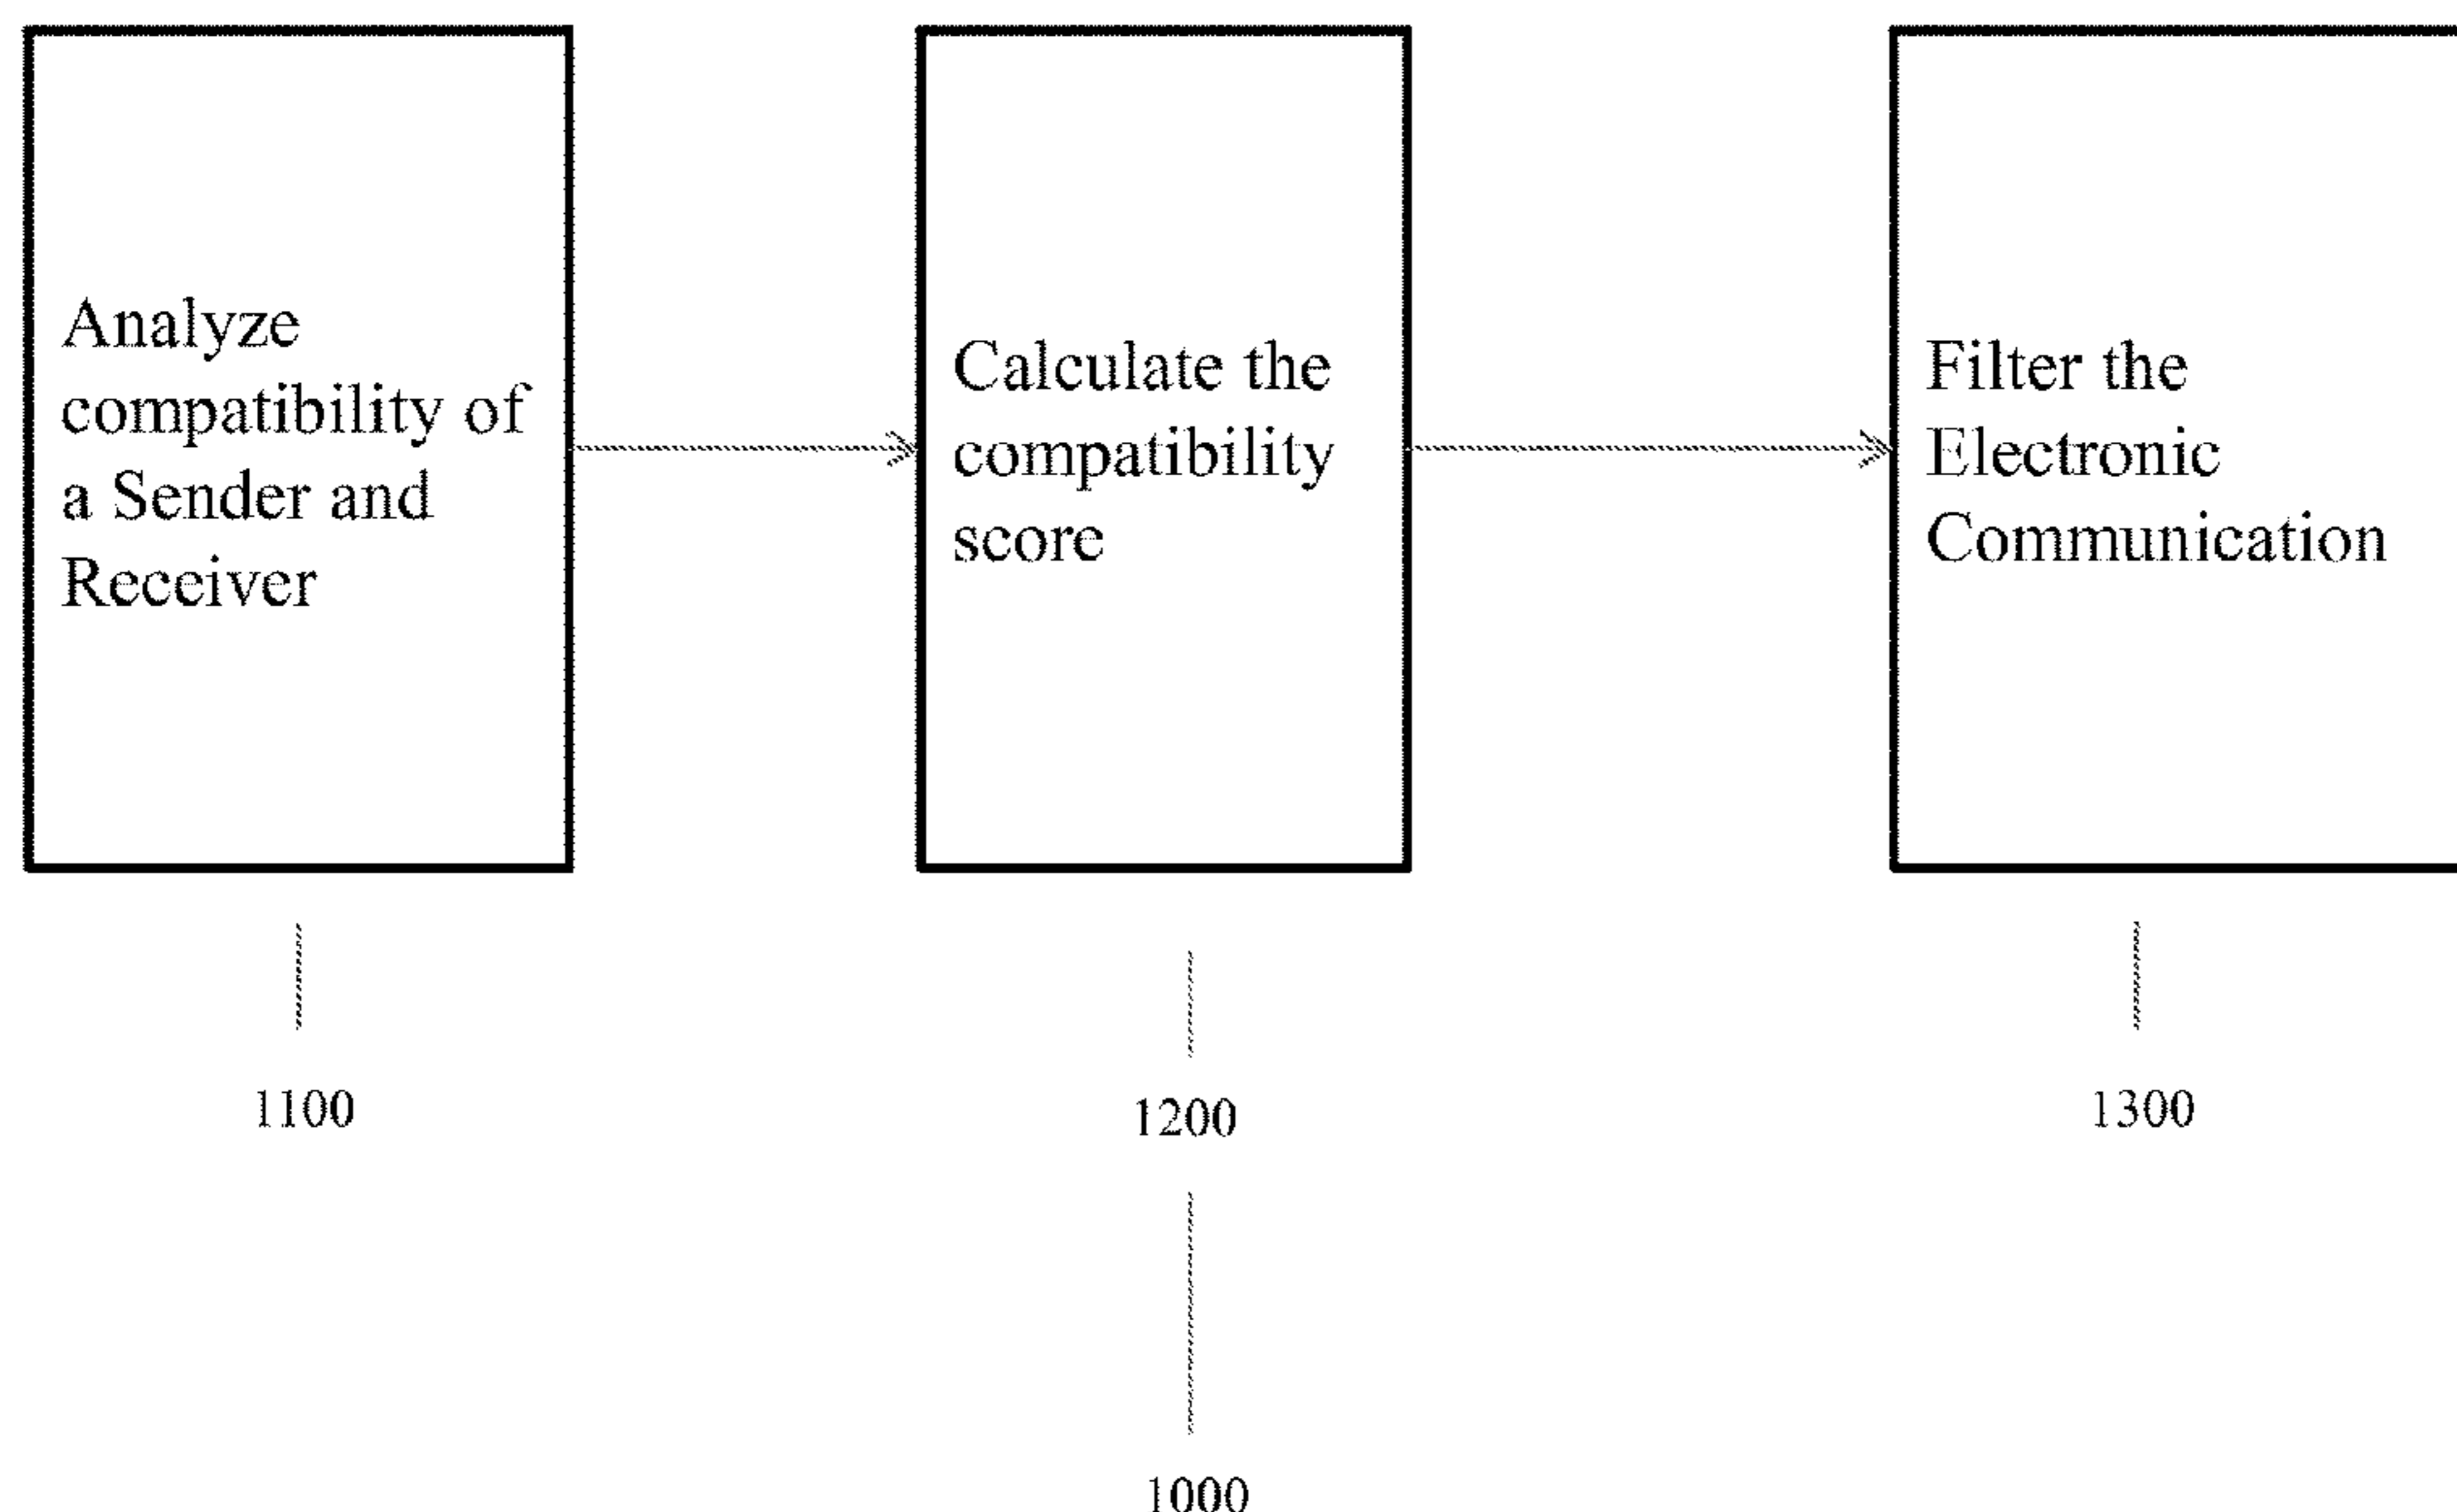 Analyze
compatibility of
a Sender and
Receiver
Calculate the
compatibility
score
Filter the
Electronic
Communication
1100
1200
1300
1000